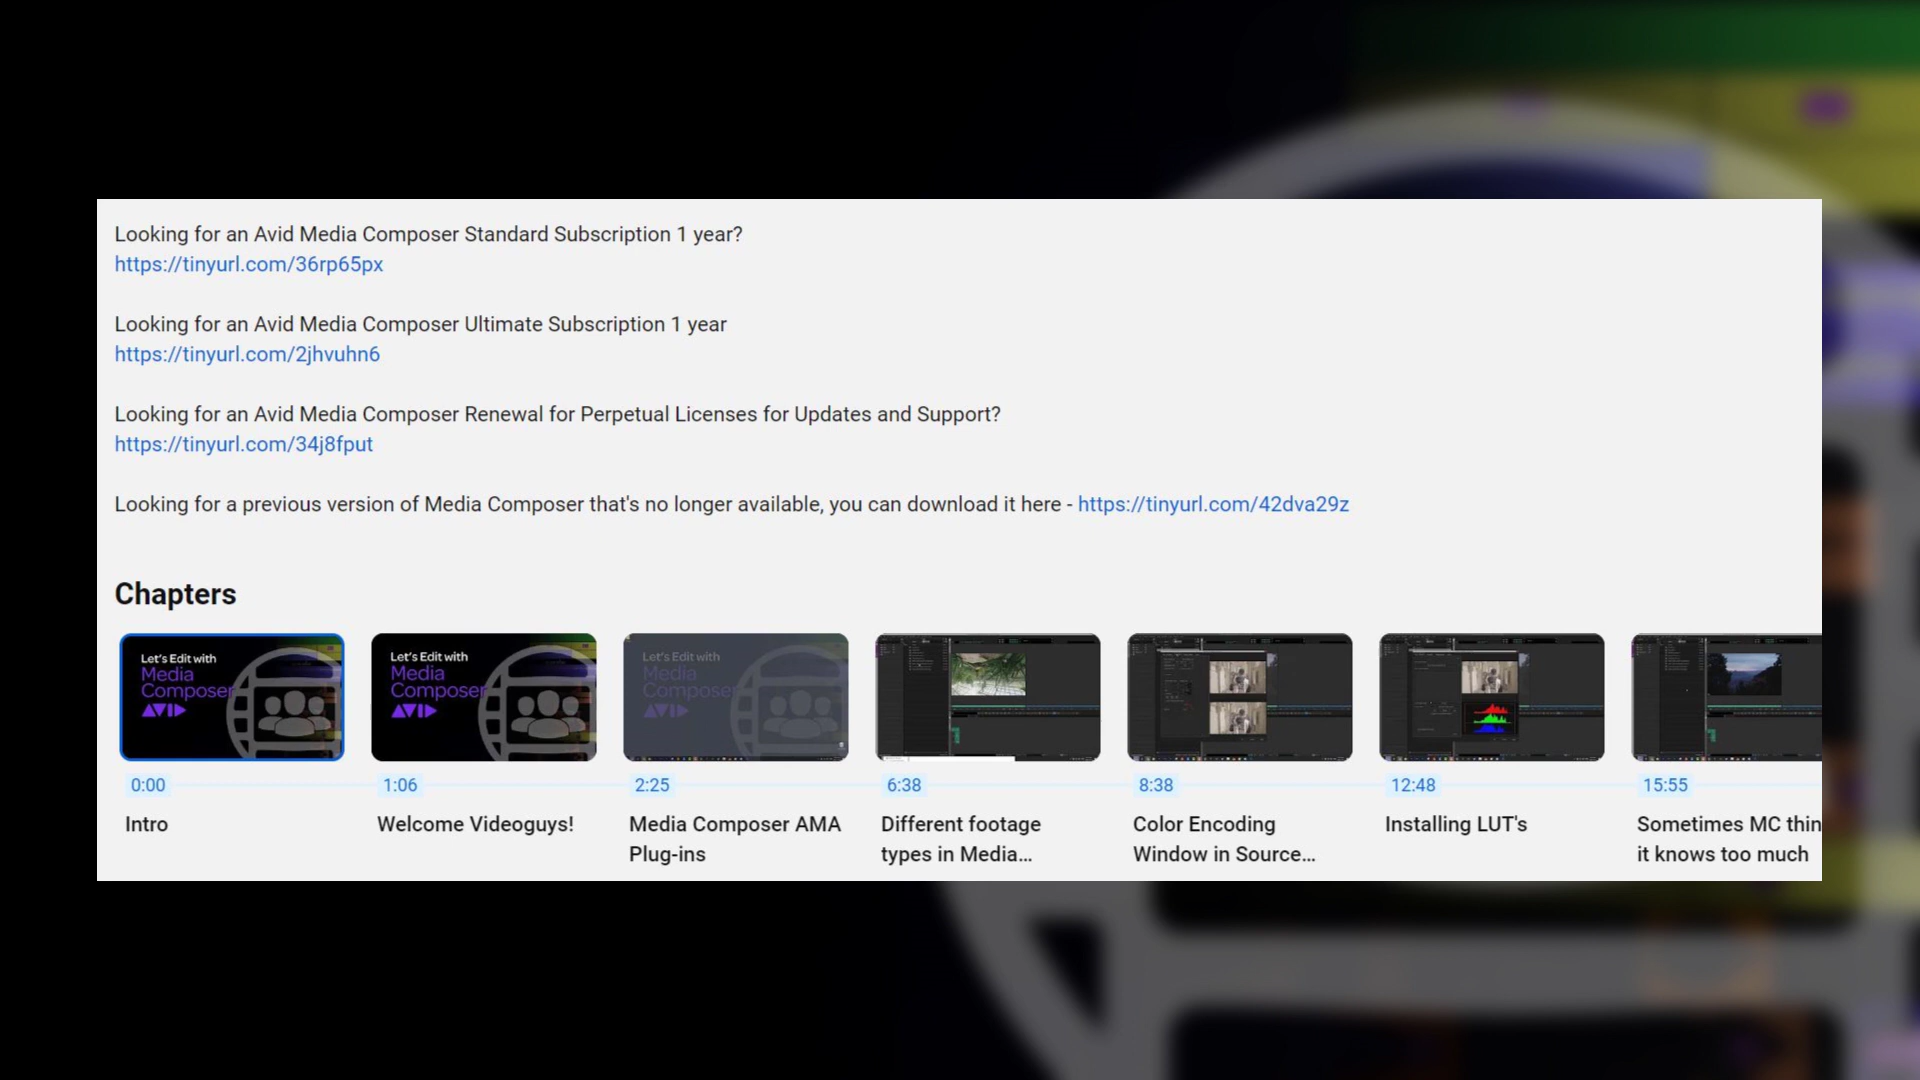 Looking for an Avid Media Composer Standard Subscription 1 year?
https://tinyurl.com/36rp65px
Looking for an Avid Media Composer Ultimate Subscription 1 year
https://tinyurl.com/2jhvuhn6
Looking for an Avid Media Composer Renewal for Perpetual Licenses for Updates and Support?
https://tinyurl.com/34j8fput
Looking for a previous version of Media Composer that's no longer available, you can download it here - https://tinyurl.com/42dva29z
Chapters
Let's Edit with
Media
Composer
AVID
0:00
Intro
Let's Edit with
Media
Composer
AVID
1:06
Welcome Videoguys!
Let's Edit with
Media
Composer
AVID
2:25
Media Composer AMA
Plug-ins
6:38
Different footage
types in Media...
8:38
Color Encoding
Window in Source...
12:48
Installing LUT's
15:55
Sometimes MC thin
it knows too much